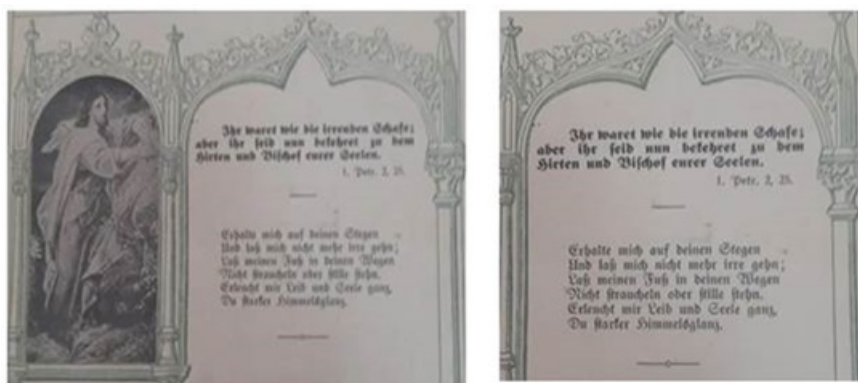 Ihr waret wie die irrenden Schafe;
aber ihr seid nun bekehret zu dem
Hirten und Bischof eurer Seelen.
1. Petr. 2, 25.
Erhalte mich auf deinen Stegen
Und laß mich nicht mehr irre gehn;
Laß meinen Fuß in deinen Wegen
Nicht straucheln oder stille stehn.
Erleucht mir Leib und Seele ganz,
Du starker Himmelsglanz.
Ihr waret wie die irrenden Schafe;
aber ihr seid nun bekehret zu dem
Hirten und Bischof eurer Seelen.
1. Petr. 2, 25.
Erhalte mich auf deinen Stegen
Und laß mich nicht mehr irre gehn;
Laß meinen Fuß in deinen Wegen
Nicht straucheln oder stille stehn.
Erleucht mir Leib und Seele ganz,
Du starker Himmelsglanz.